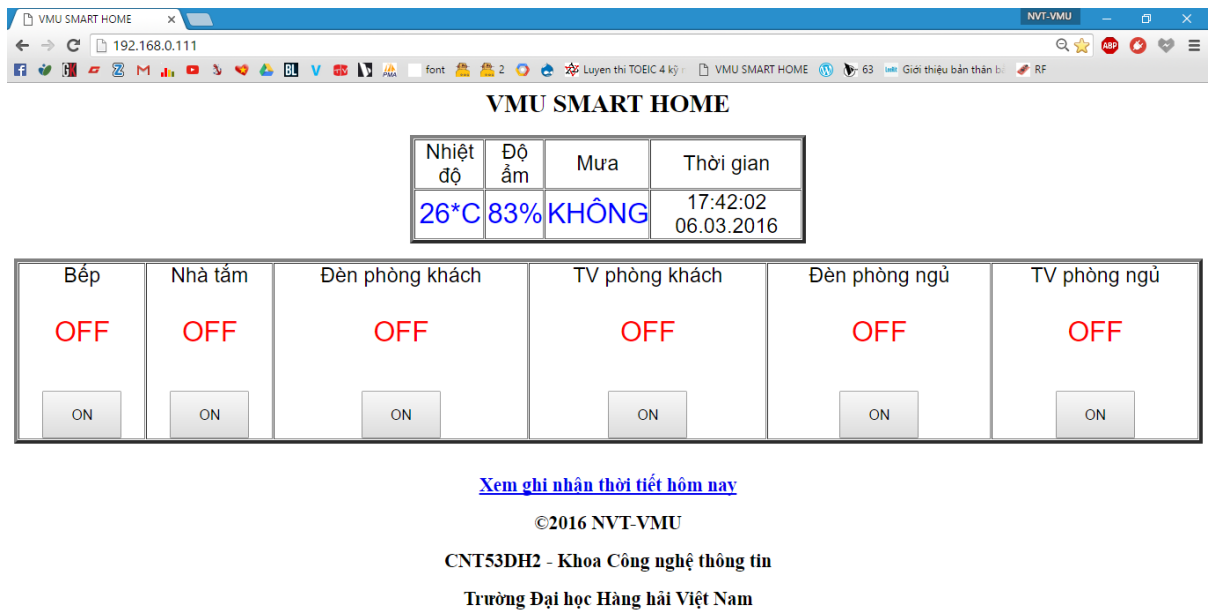 VMU SMART HOME
NVT-VMU
192.168.0.111
ABP
BL
PMA
font
2
Luyen thi TOEIC 4 kỹ
VMU SMART HOME
63
Giới thiệu bản thân b
RF
VMU SMART HOME
Nhiệt độ
Độ ẩm
Mưa
Thời gian
26*C
83%
KHÔNG
17:42:02
06.03.2016
Bếp
Nhà tắm
Đèn phòng khách
TV phòng khách
Đèn phòng ngủ
TV phòng ngủ
OFF
OFF
OFF
OFF
OFF
OFF
ON
ON
ON
ON
ON
ON
Xem ghi nhận thời tiết hôm nay
©2016 NVT-VMU
CNT53DH2 - Khoa Công nghệ thông tin
Trường Đại học Hàng hải Việt Nam